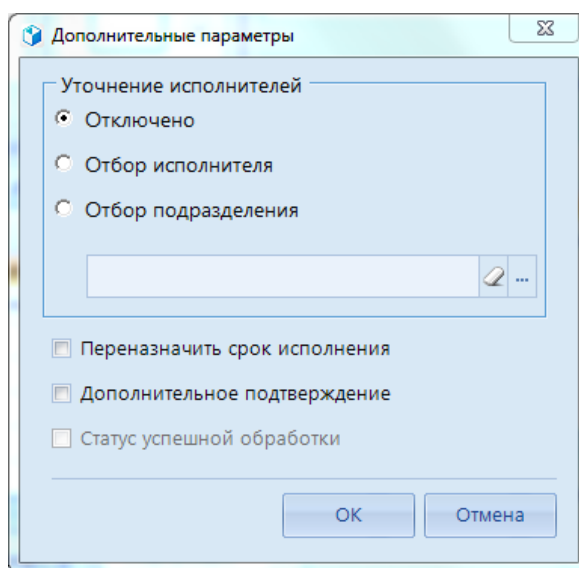 Дополнительные параметры
Уточнение исполнителей
Отключено
Отбор исполнителя
Отбор подразделения
...
Переназначить срок исполнения
Дополнительное подтверждение
Статус успешной обработки
ОК
Отмена